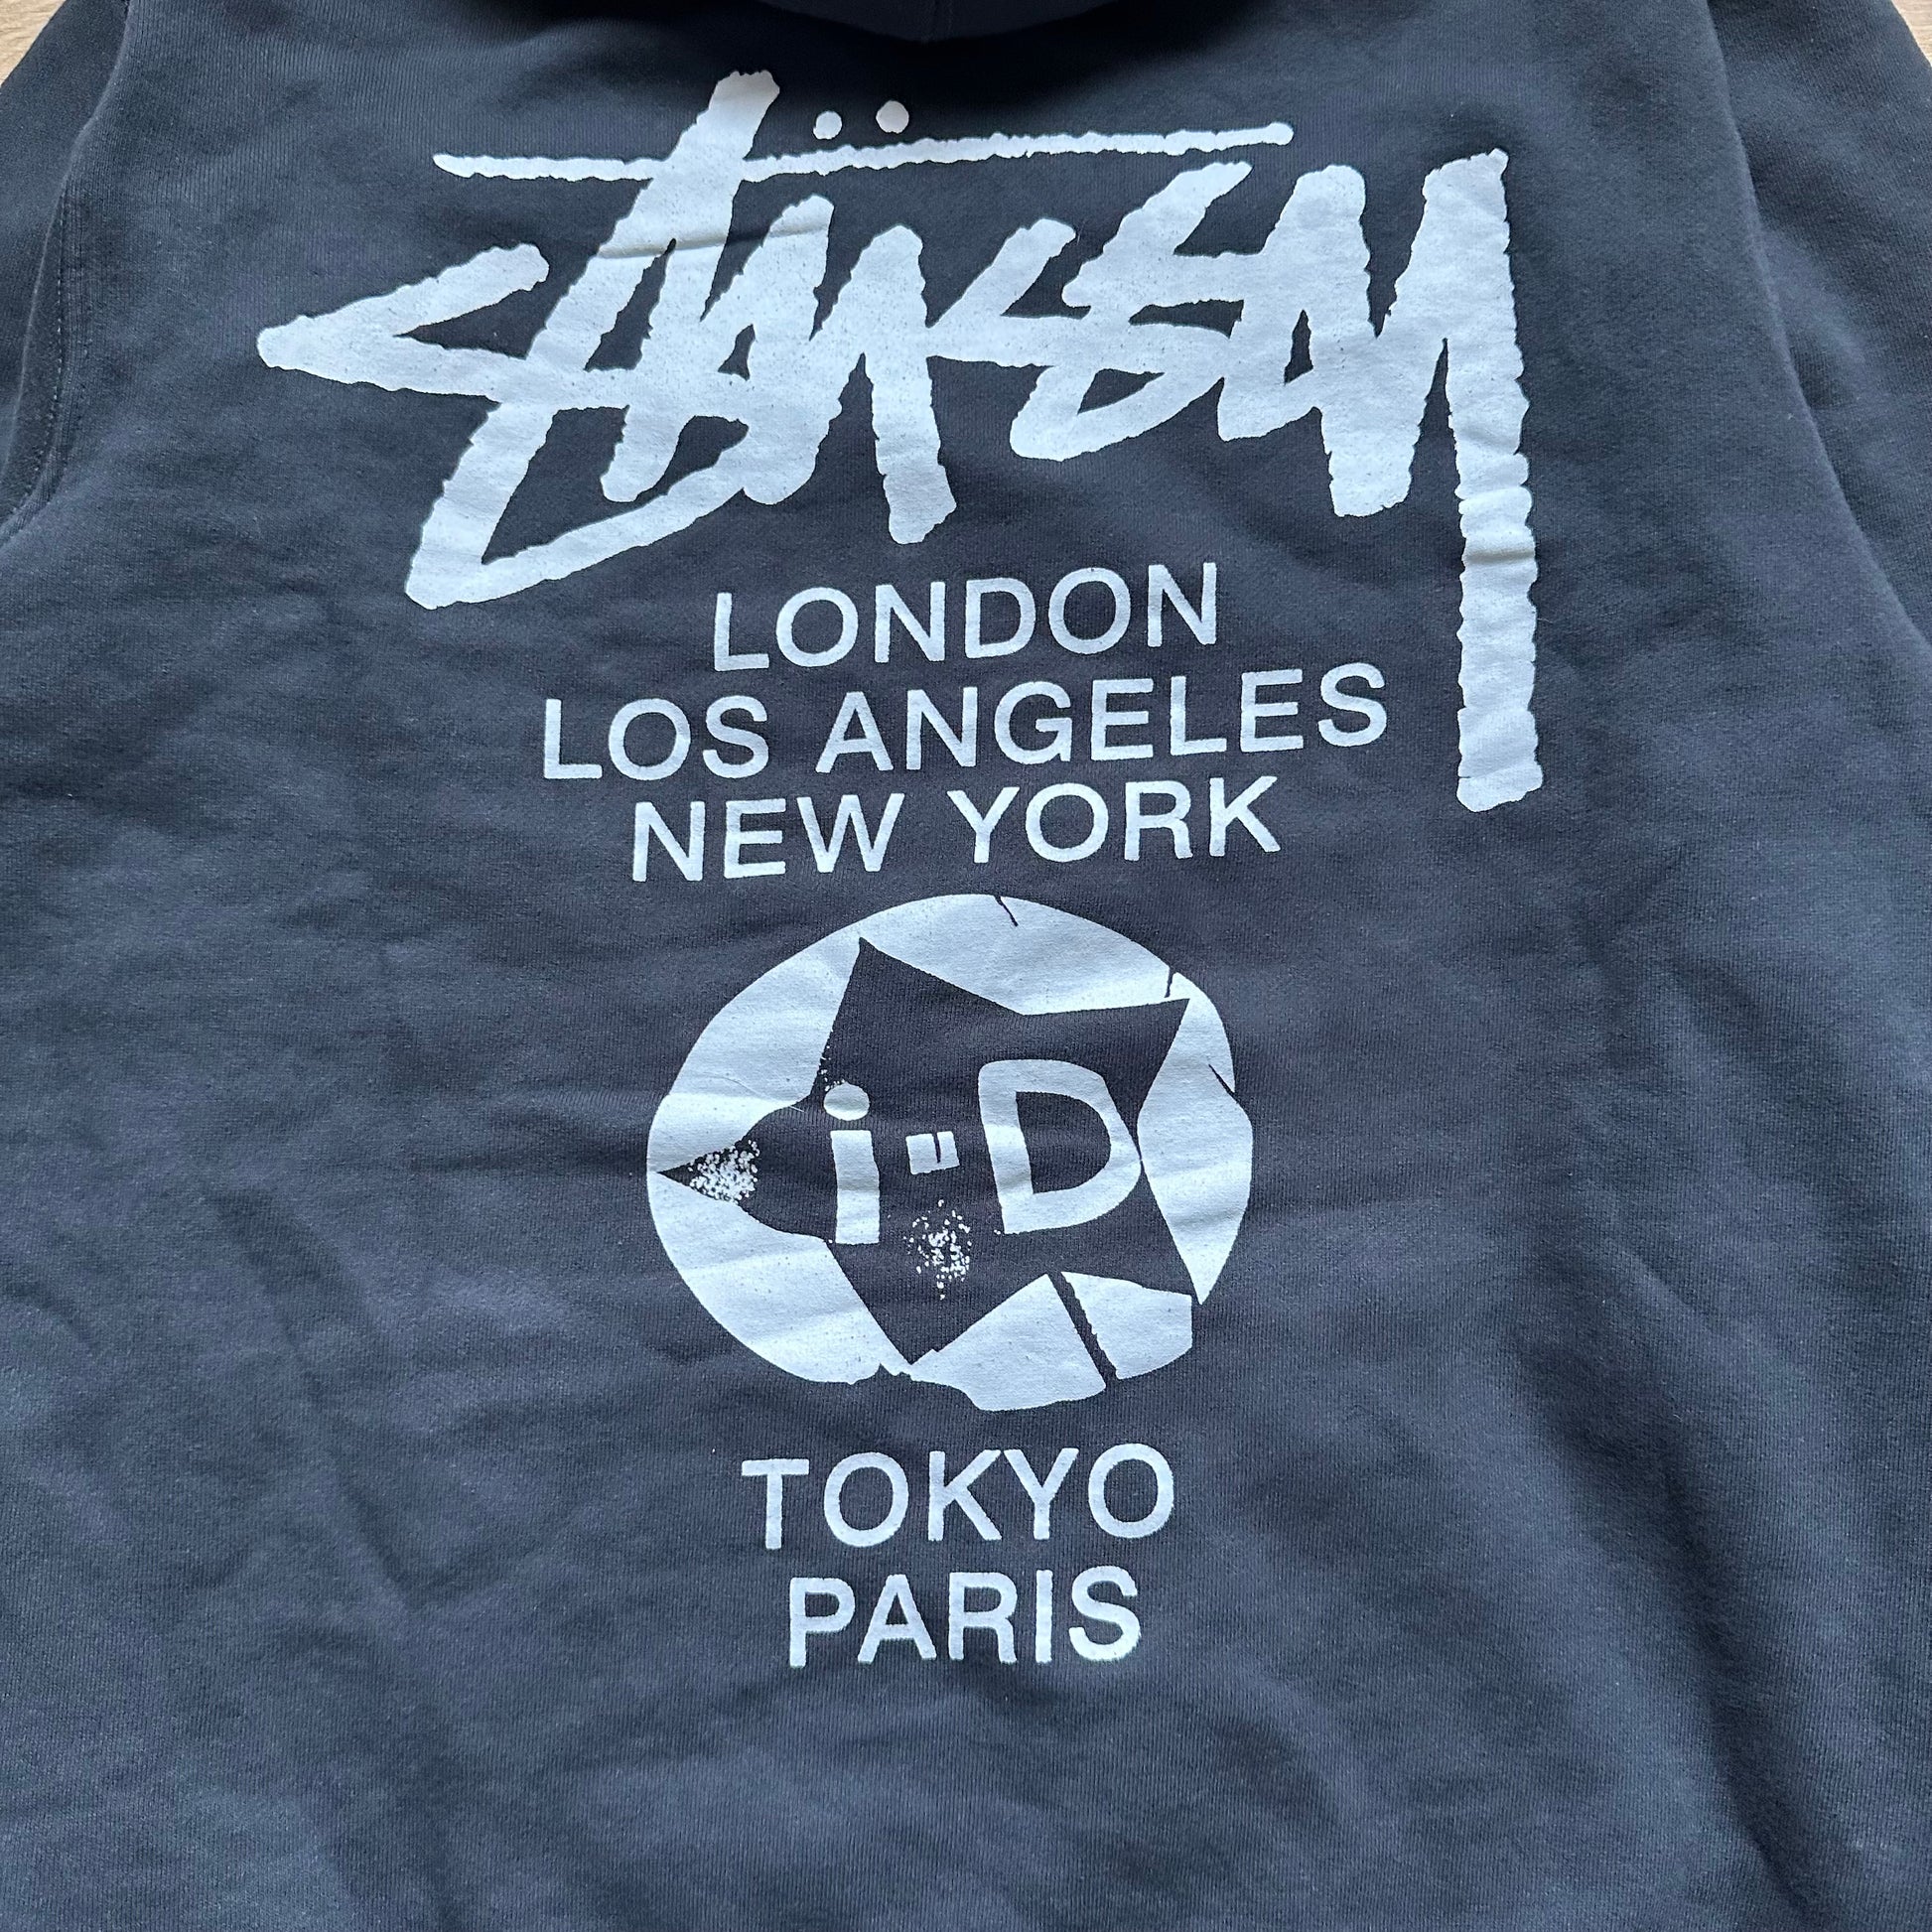 Stüssy
LONDON
LOS ANGELES
NEW YORK
i-D
TOKYO
PARIS